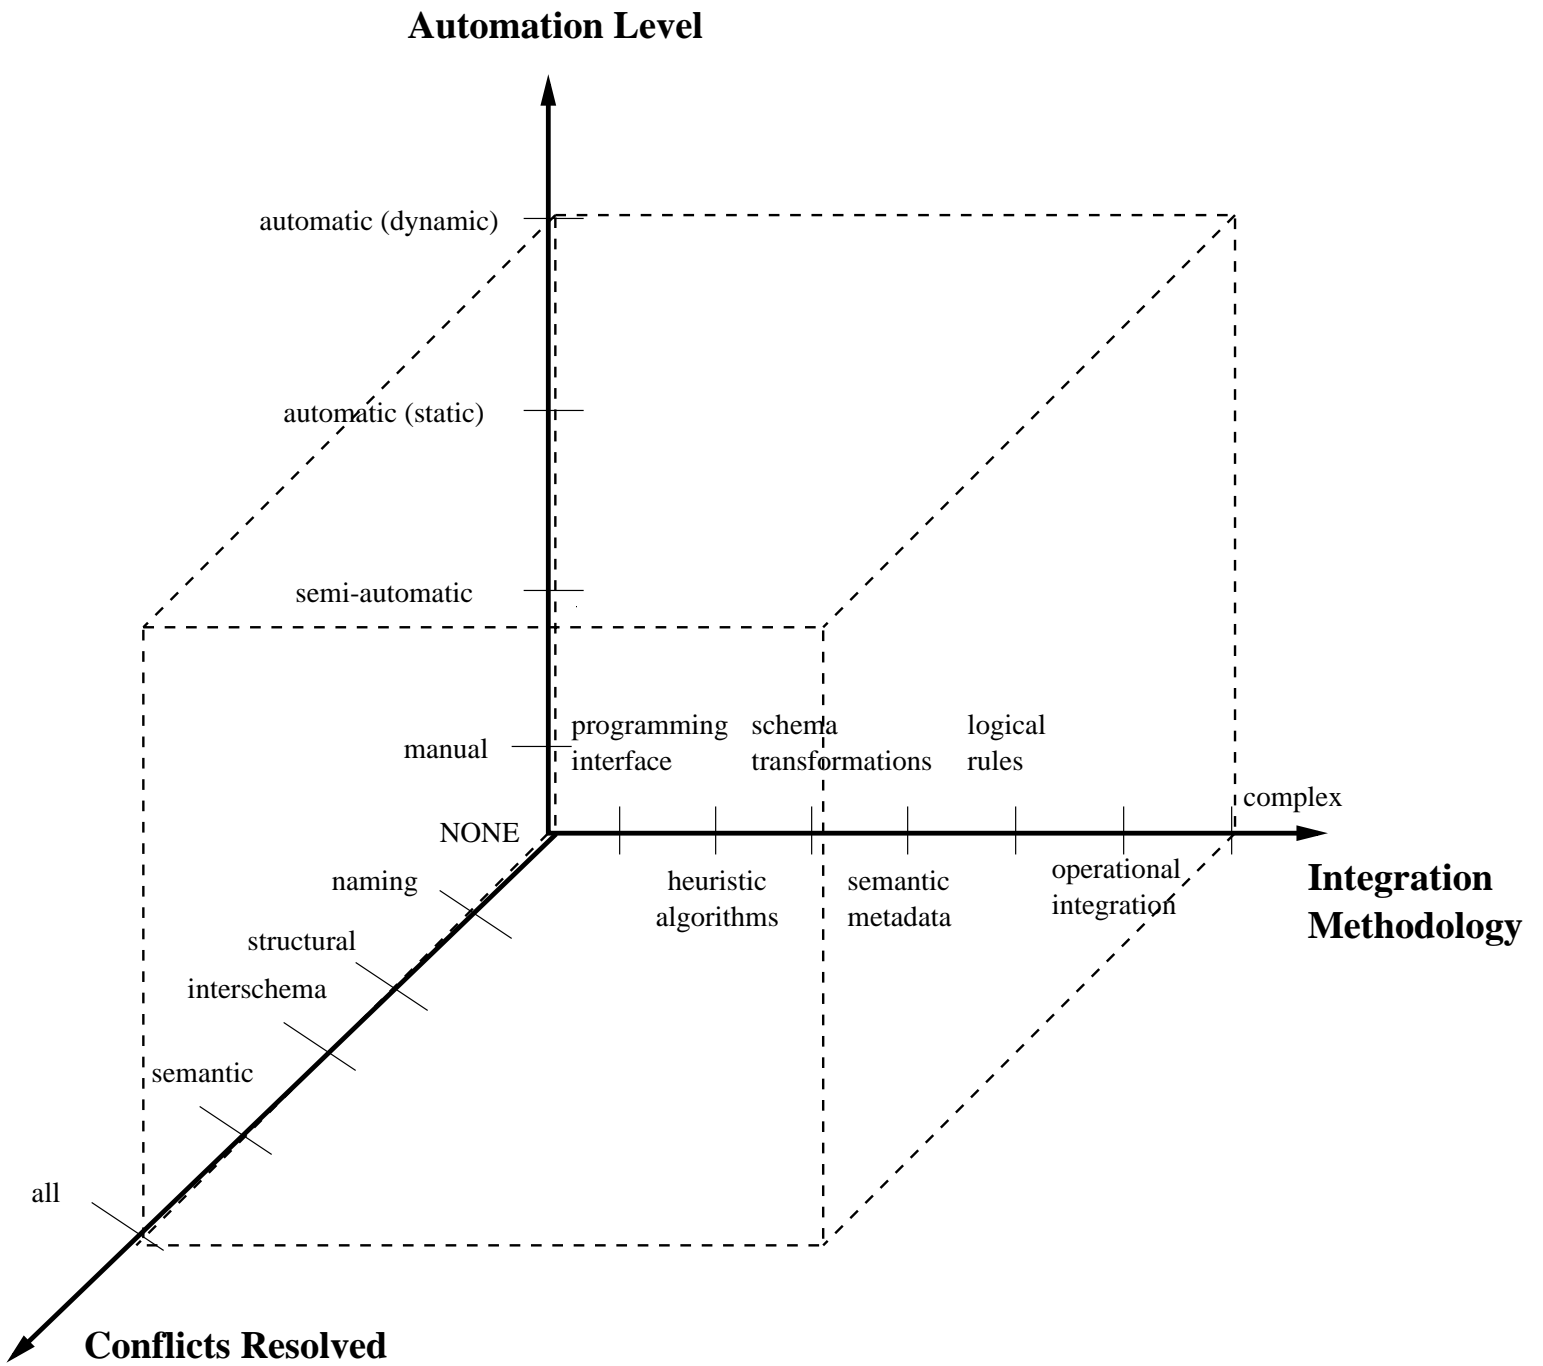 Automation Level
automatic (dynamic)
automatic (static)
semi-automatic
programming
interface
schema
transformations
logical
rules
manual
complex
NONE
heuristic
algorithms
semantic
metadata
operational
integration
Integration
Methodology
naming
structural
interschema
semantic
all
Conflicts Resolved